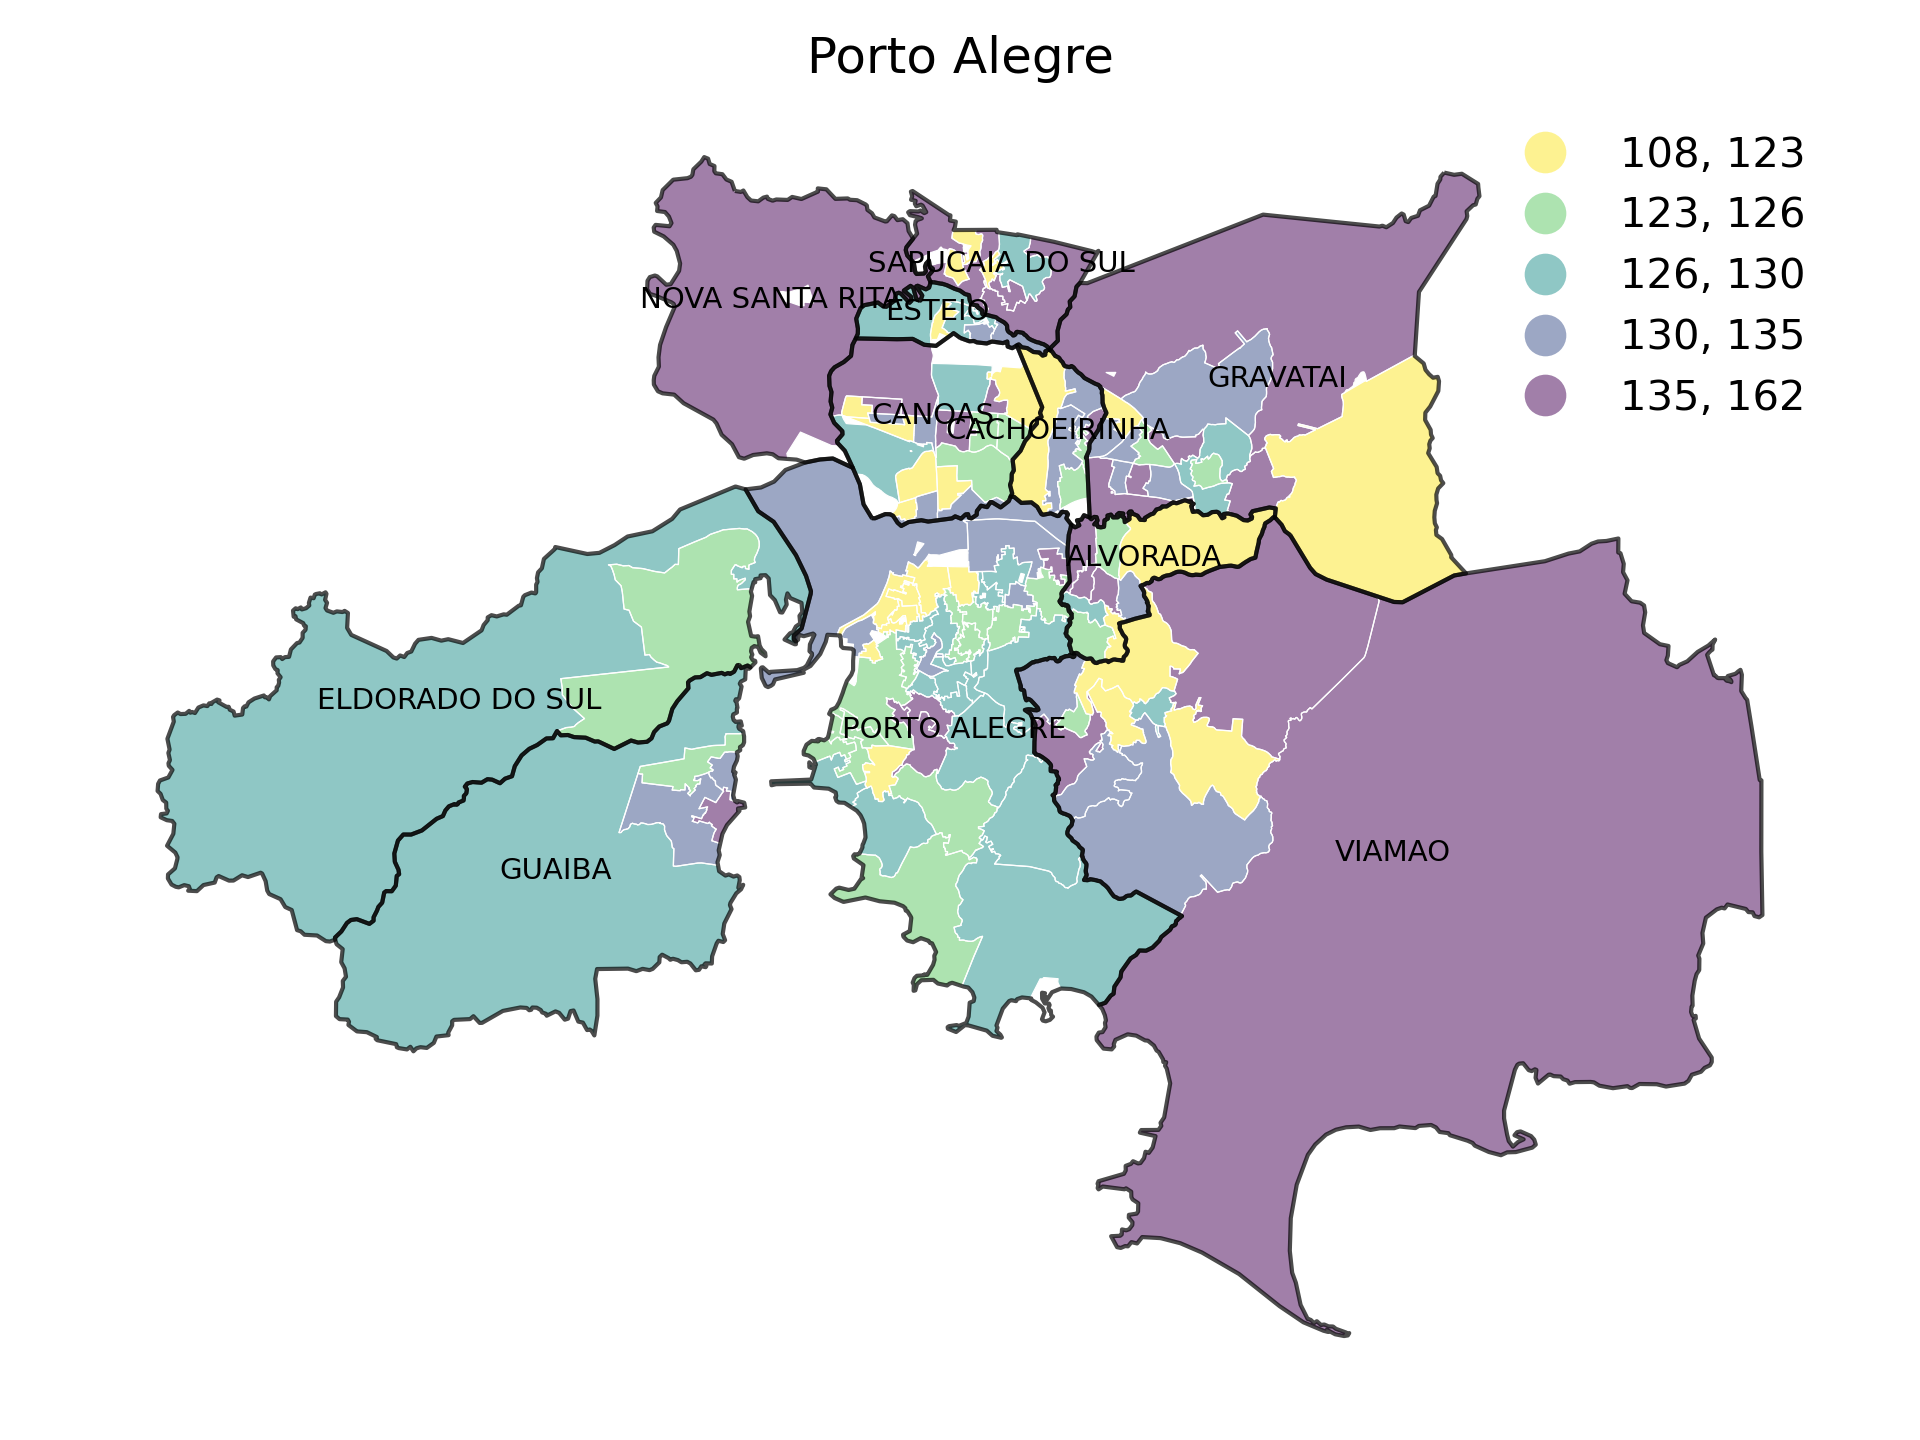 Porto Alegre
108, 123
123, 126
126, 130
130, 135
135, 162
SAPUCAIA DO SUL
NOVA SANTA RITA
ESTEIO
GRAVATAI
CANOAS
CACHOEIRINHA
ALVORADA
ELDORADO DO SUL
PORTO ALEGRE
VIAMAO
GUAIBA